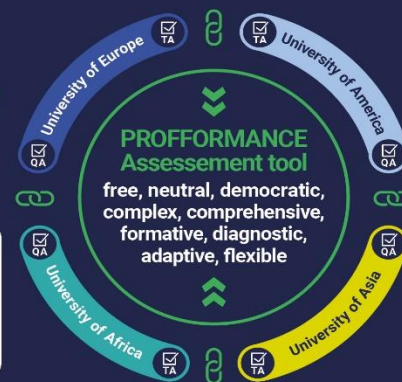 University of Europe
TA
QA
University of America
TA
QA
PROFFORMANCE
Assessement tool
free, neutral, democratic,
complex, comprehensive,
formative, diagnostic,
adaptive, flexible
QA
University of Africa
TA
QA
University of Asia
TA